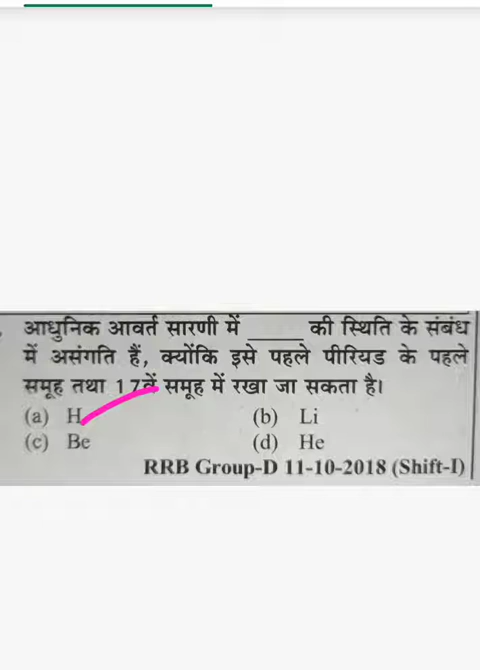 आधुनिक आवर्त सारणी में ____ की स्थिति के संबंध
में असंगति हैं, क्योंकि इसे पहले पीरियड के पहले
समूह तथा 17वें समूह में रखा जा सकता है।
(a) H (b) Li
(c) Be (d) He
RRB Group-D 11-10-2018 (Shift-I)